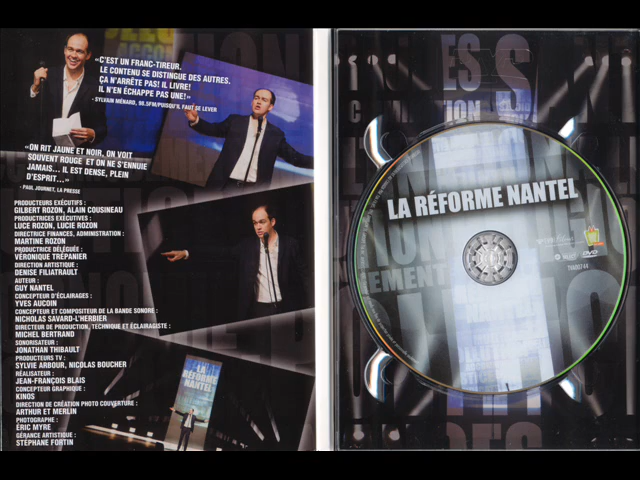 «C'EST UN FRANC-TIREUR.
LE CONTENU SE DISTINGUE DES AUTRES.
ÇA N'ARRÊTE PAS! IL LIVRE!
IL N'EN ÉCHAPPE PAS UNE!»
- SYLVAIN MÉNARD, 98.5FM/PUISQU'IL FAUT SE LEVER
«ON RIT JAUNE ET NOIR, ON VOIT
SOUVENT ROUGE ET ON NE S'ENNUIE
JAMAIS... IL EST DENSE, PLEIN
D'ESPRIT...»
- PAUL JOURNET, LA PRESSE
PRODUCTEURS EXÉCUTIFS :
GILBERT ROZON, ALAIN COUSINEAU
PRODUCTRICES EXÉCUTIVES :
LUCE ROZON, LUCIE ROZON
DIRECTRICE FINANCES, ADMINISTRATION :
MARTINE ROZON
PRODUCTRICE DÉLÉGUÉE :
VÉRONIQUE TRÉPANIER
DIRECTION ARTISTIQUE :
DENISE FILIATRAULT
AUTEUR :
GUY NANTEL
CONCEPTEUR D'ÉCLAIRAGES :
YVES AUCOIN
CONCEPTEUR ET COMPOSITEUR DE LA BANDE SONORE :
NICHOLAS SAVARD-L'HERBIER
DIRECTEUR DE PRODUCTION, TECHNIQUE ET ÉCLAIRAGISTE :
MICHEL BERTRAND
SONORISATEUR :
JONATHAN THIBAULT
PRODUCTEURS TV :
SYLVIE ARBOUR, NICOLAS BOUCHER
RÉALISATEUR :
JEAN-FRANÇOIS BLAIS
CONCEPTEUR GRAPHIQUE :
KINOS
DIRECTION DE CRÉATION PHOTO COUVERTURE :
ARTHUR ET MERLIN
PHOTOGRAPHE :
ÉRIC MYRE
GÉRANCE ARTISTIQUE :
STÉPHANE FORTIN
LA RÉFORME
NANTEL
LA RÉFORME NANTEL
DVD
TVA00744